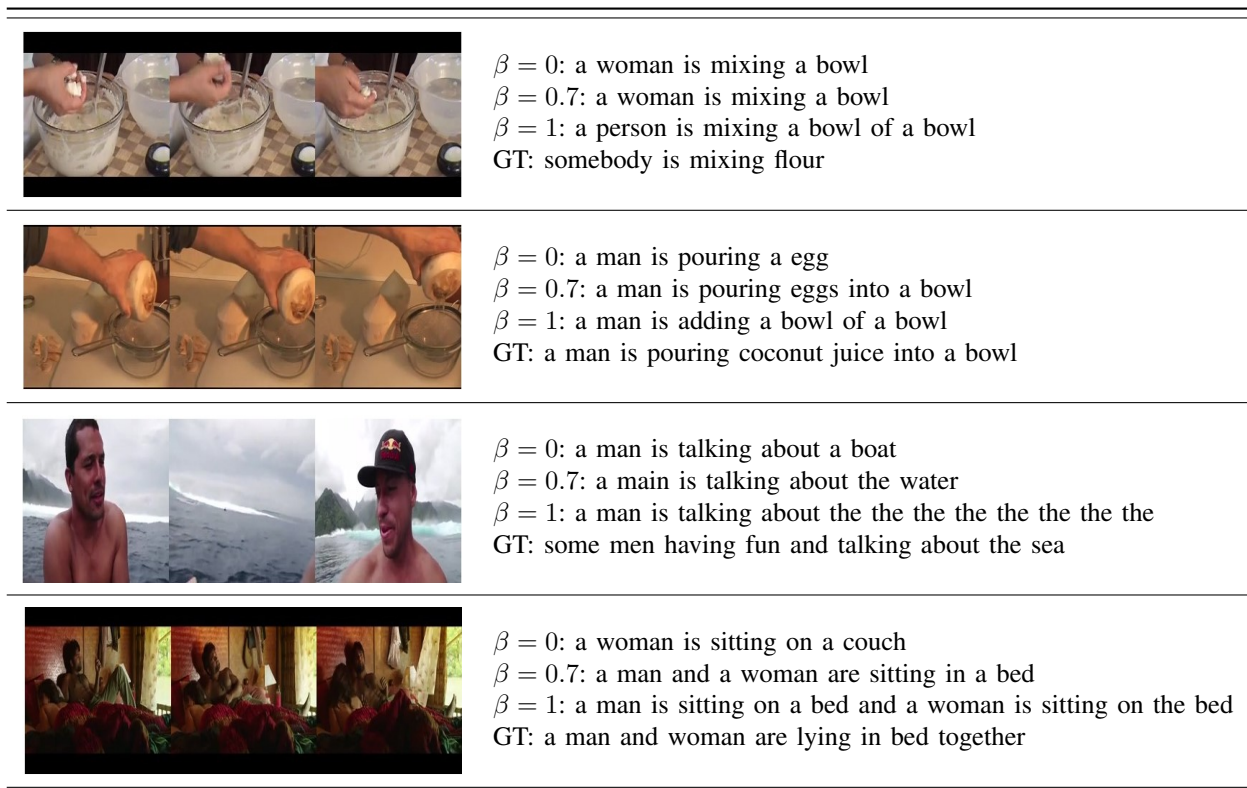 β = 0: a woman is mixing a bowl
β = 0.7: a woman is mixing a bowl
β = 1: a person is mixing a bowl of a bowl
GT: somebody is mixing flour
β = 0: a man is pouring a egg
β = 0.7: a man is pouring eggs into a bowl
β = 1: a man is adding a bowl of a bowl
GT: a man is pouring coconut juice into a bowl
β = 0: a man is talking about a boat
β = 0.7: a main is talking about the water
β = 1: a man is talking about the the the the the the the the
GT: some men having fun and talking about the sea
β = 0: a woman is sitting on a couch
β = 0.7: a man and a woman are sitting in a bed
β = 1: a man is sitting on a bed and a woman is sitting on the bed
GT: a man and woman are lying in bed together